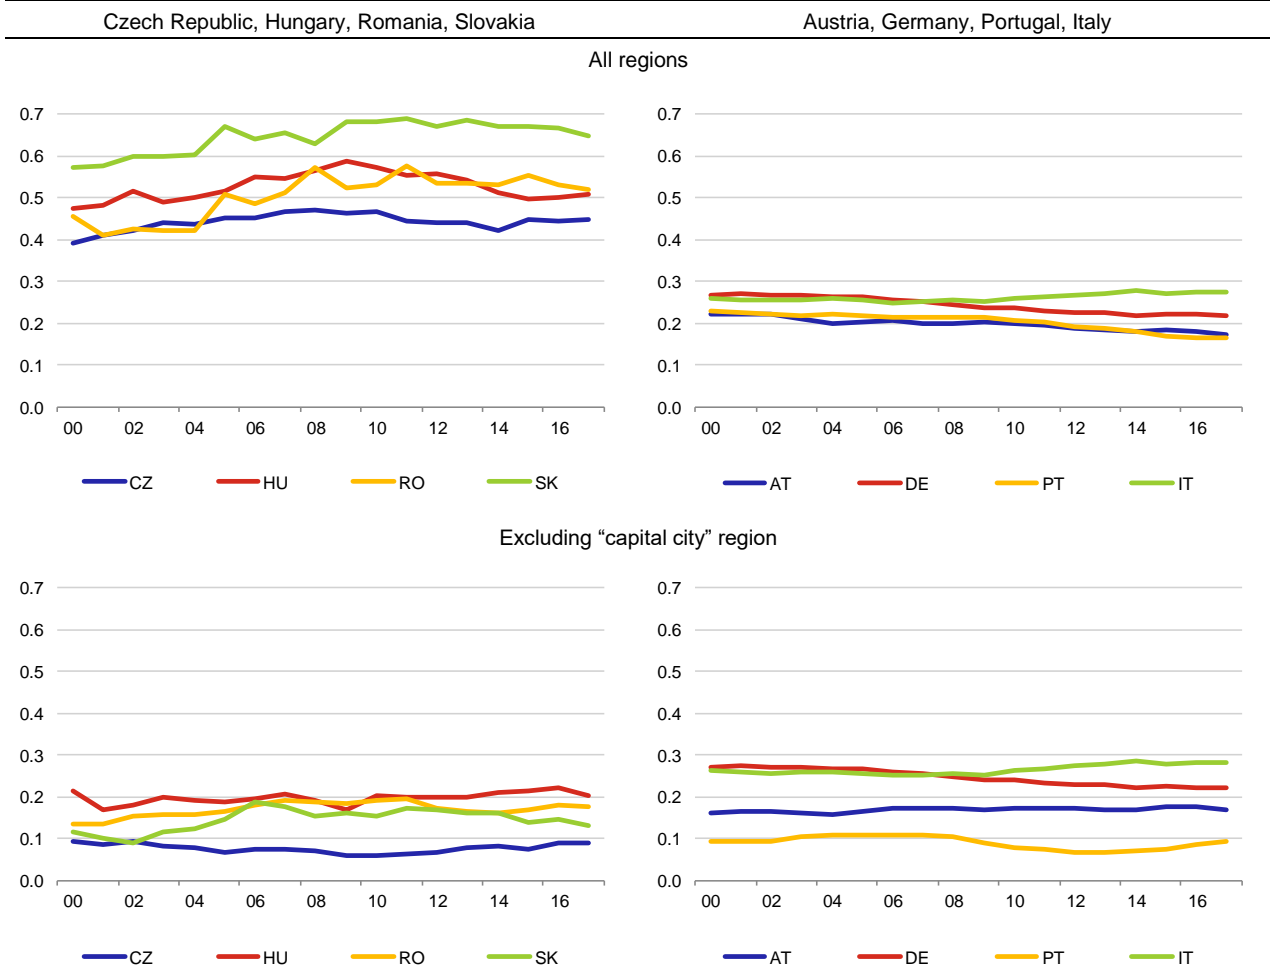 Czech Republic, Hungary, Romania, Slovakia
Austria, Germany, Portugal, Italy
All regions
0.7
0.6
0.5
0.4
0.3
0.2
0.1
0.0
00 02 04 06 08 10 12 14 16
CZ HU RO SK
0.7
0.6
0.5
0.4
0.3
0.2
0.1
0.0
00 02 04 06 08 10 12 14 16
AT DE PT IT
Excluding “capital city” region
0.7
0.6
0.5
0.4
0.3
0.2
0.1
0.0
00 02 04 06 08 10 12 14 16
CZ HU RO SK
0.7
0.6
0.5
0.4
0.3
0.2
0.1
0.0
00 02 04 06 08 10 12 14 16
AT DE PT IT